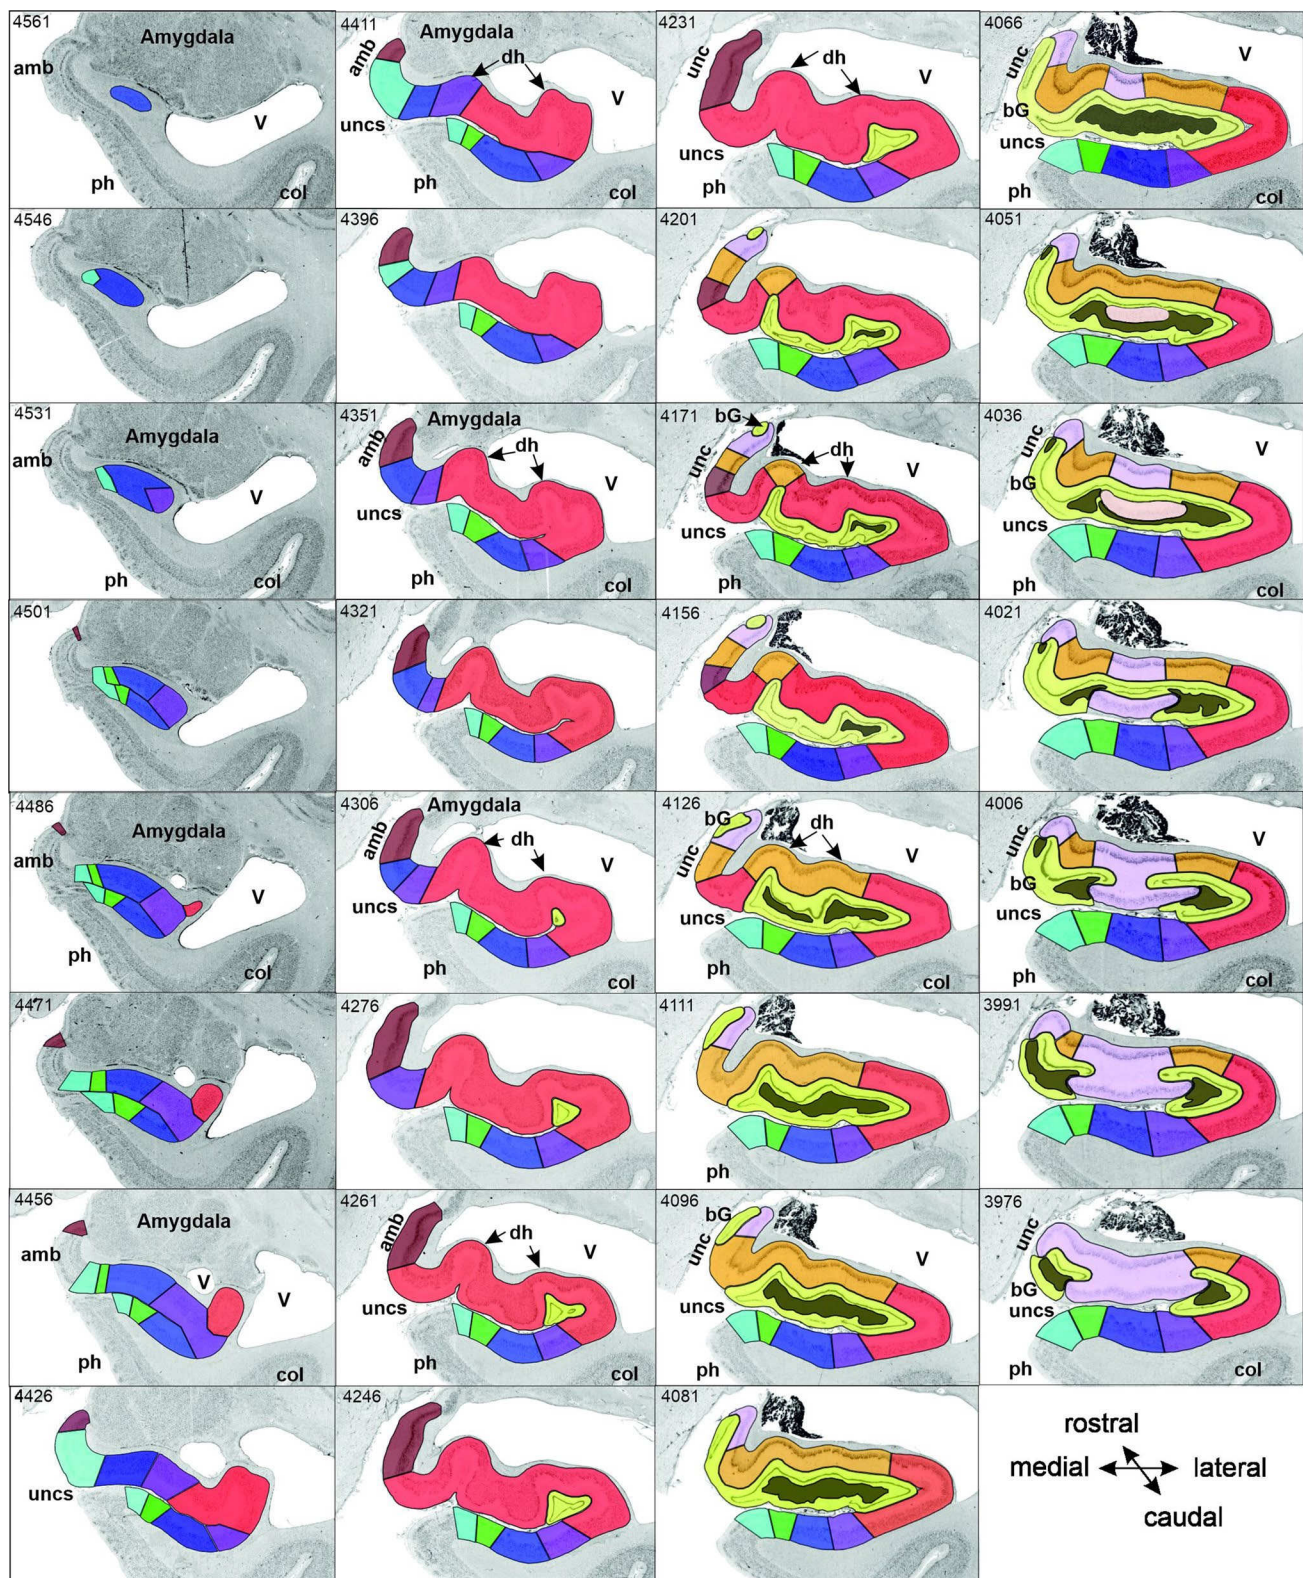 4561 Amygdala
amb
V
ph
col
4411 Amygdala
amb
dh
V
uncs
ph
col
4231
unc
dh
V
uncs
ph
4066
unc
V
bG
uncs
ph
col
4546
4396
4201
4051
4531
Amygdala
amb
V
ph
col
4351 Amygdala
amb
dh
V
uncs
ph
col
4171
bG
unc
dh
V
uncs
ph
col
4036
unc
V
bG
uncs
ph
col
4501
4321
4156
4021
4486
Amygdala
amb
V
ph
col
4306 Amygdala
amb
dh
V
uncs
ph
col
4126
bG
unc
dh
V
uncs
ph
col
4006
unc
V
bG
uncs
ph
col
4471
4276
4111
ph
3991
4456
Amygdala
amb
V
V
ph
col
4261
amb
dh
V
uncs
ph
col
4096
bG
unc
V
uncs
ph
col
3976
unc
V
bG
uncs
ph
col
4426
uncs
4246
4081
rostral
medial lateral
caudal